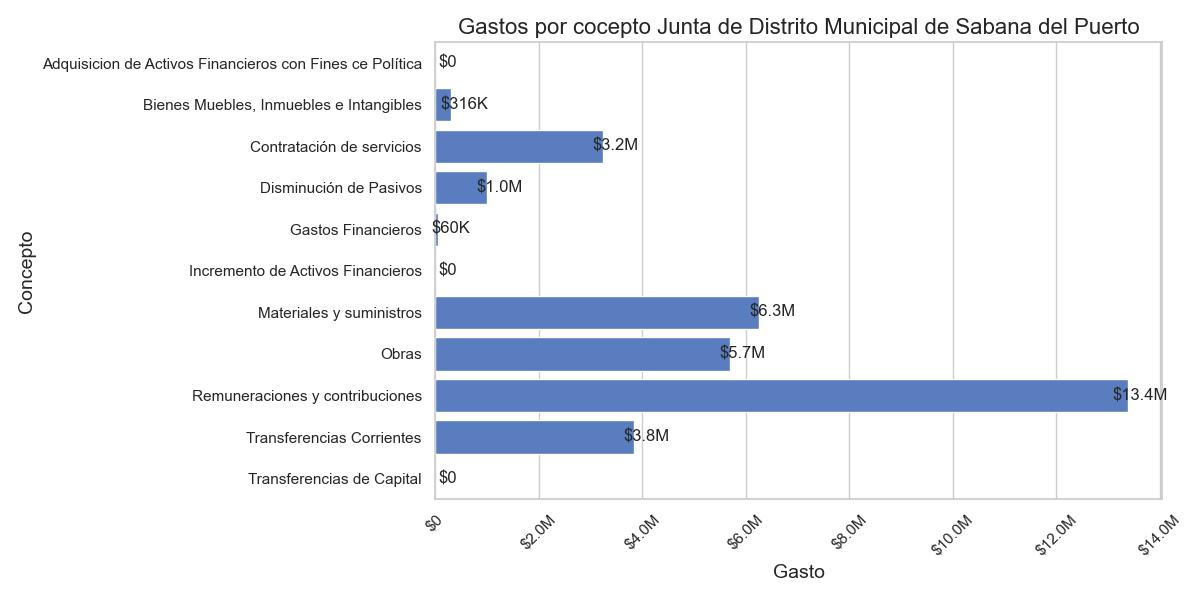 Gastos por cocepto Junta de Distrito Municipal de Sabana del Puerto
Adquisicion de Activos Financieros con Fines ce Política $0
Bienes Muebles, Inmuebles e Intangibles $316K
Contratación de servicios $3.2M
Disminución de Pasivos $1.0M
Gastos Financieros $60K
Incremento de Activos Financieros $0
Materiales y suministros $6.3M
Obras $5.7M
Remuneraciones y contribuciones $13.4M
Transferencias Corrientes $3.8M
Transferencias de Capital $0
Concepto
$0 $2.0M $4.0M $6.0M $8.0M $10.0M $12.0M $14.0M
Gasto